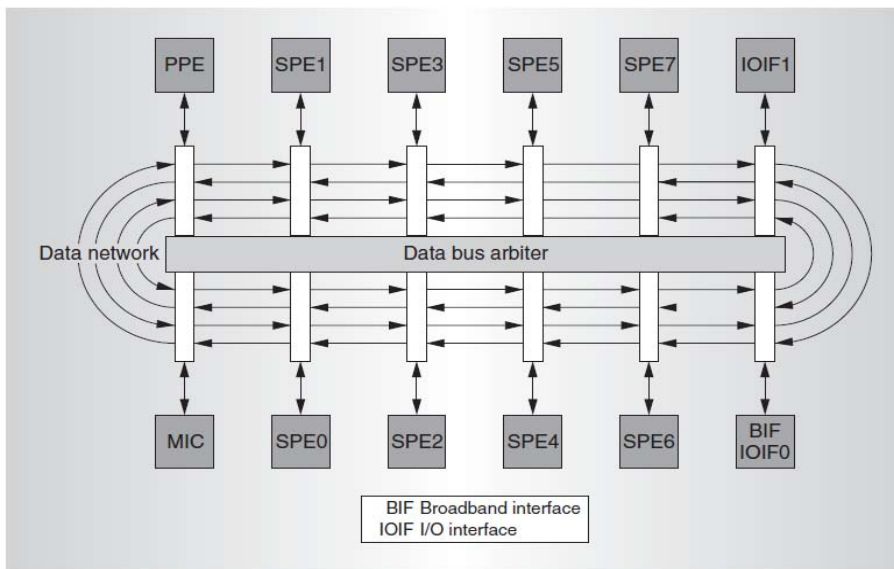 PPE
SPE1
SPE3
SPE5
SPE7
IOIF1
Data network
Data bus arbiter
MIC
SPE0
SPE2
SPE4
SPE6
BIF
IOIF0
BIF Broadband interface
IOIF I/O interface